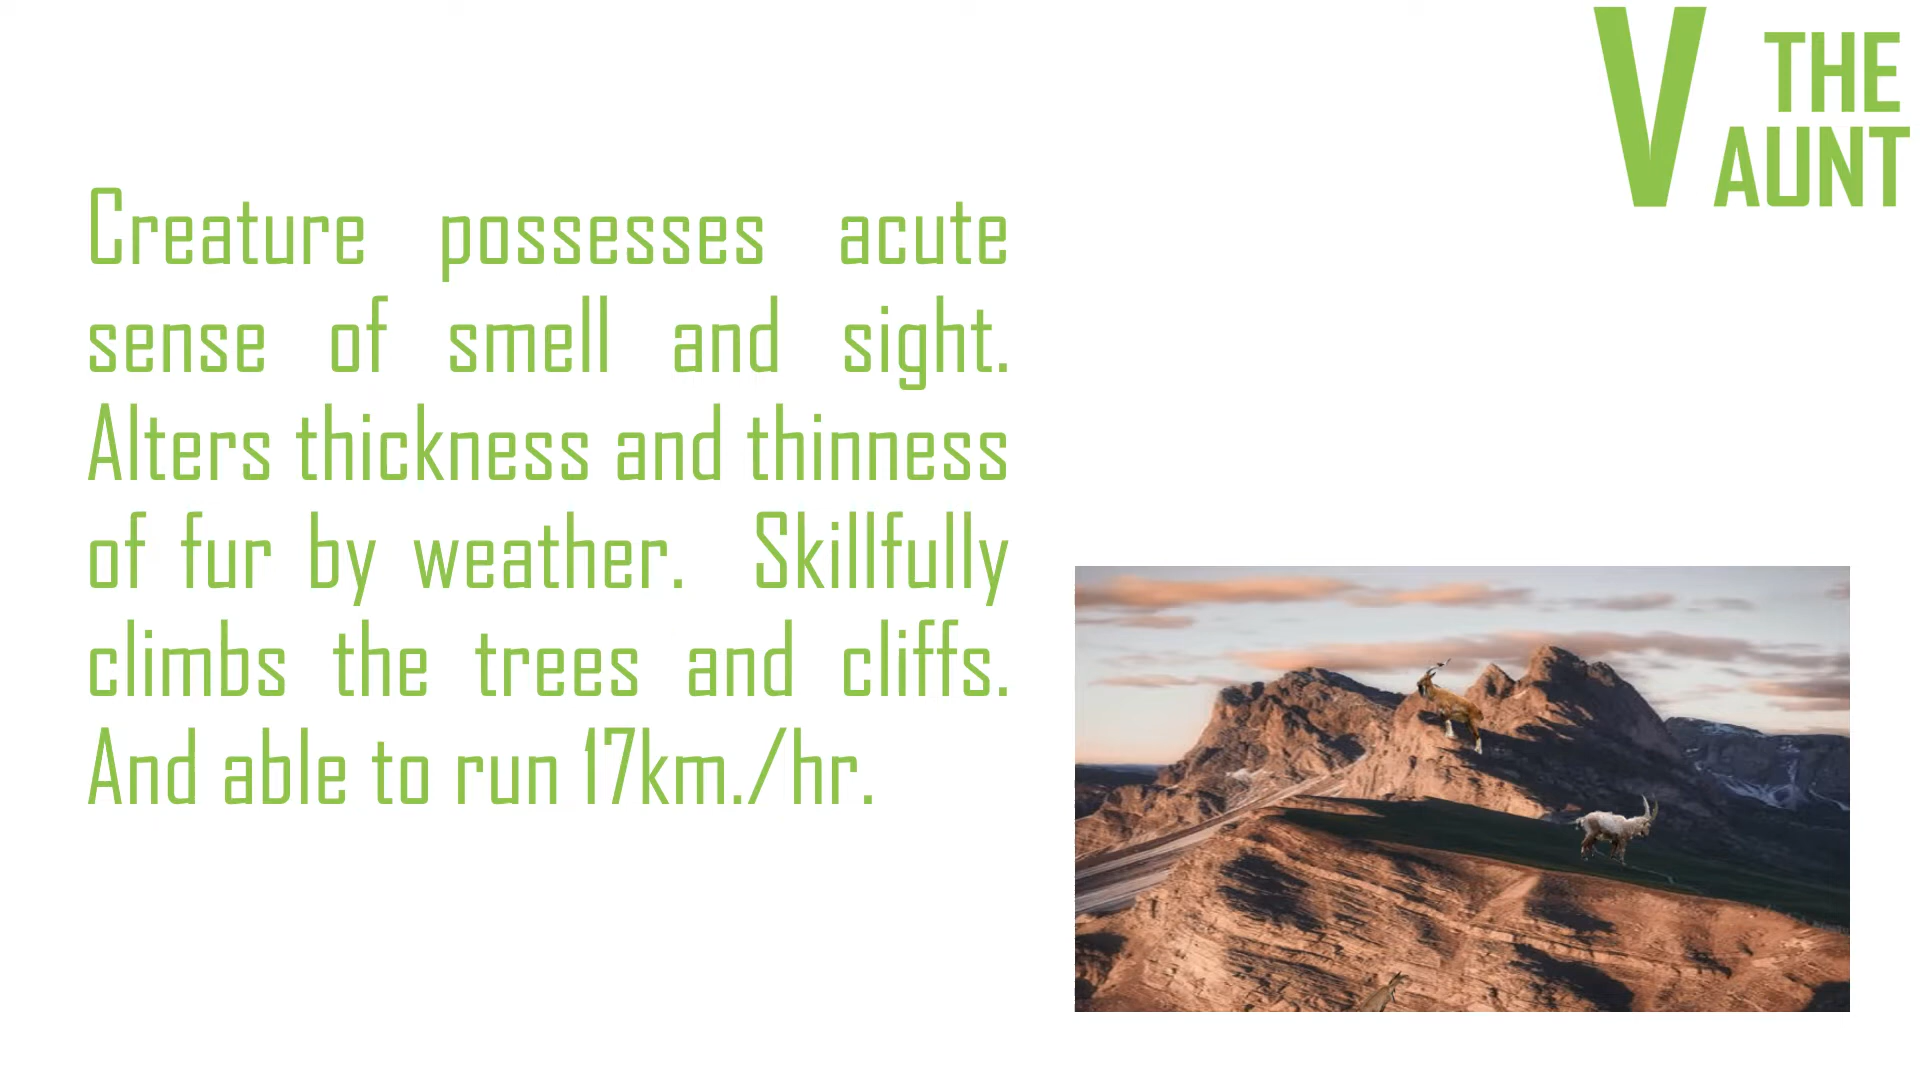 THE
V AUNT
Creature possesses acute
sense of smell and sight.
Alters thickness and thinness
of fur by weather. Skillfully
climbs the trees and cliffs.
And able to run 17km./hr.